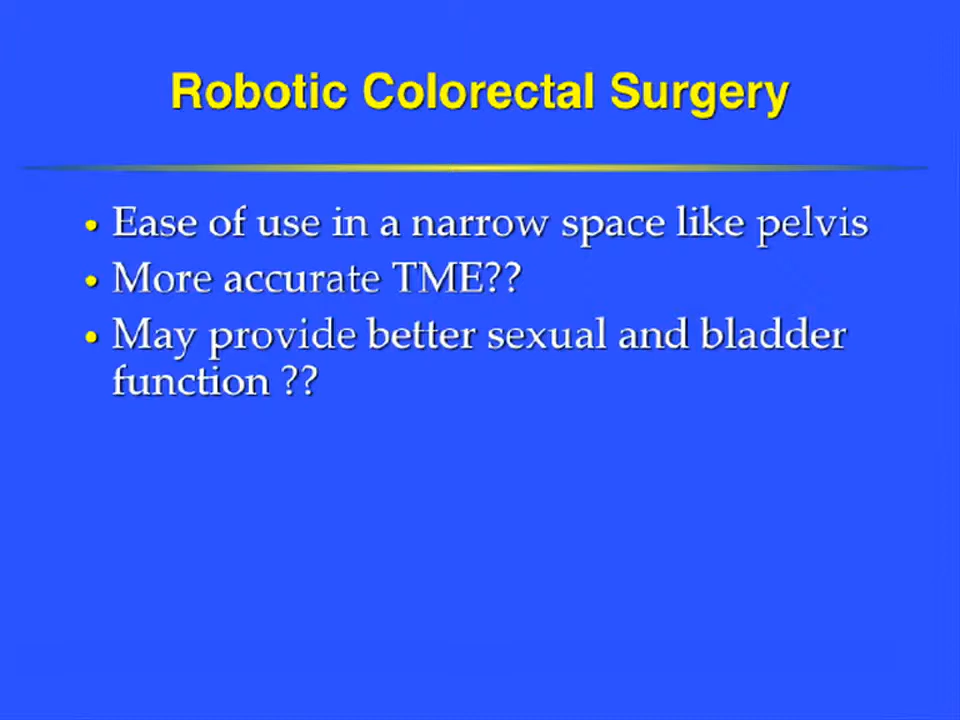 Robotic Colorectal Surgery
• Ease of use in a narrow space like pelvis
• More accurate TME??
• May provide better sexual and bladder
function ??